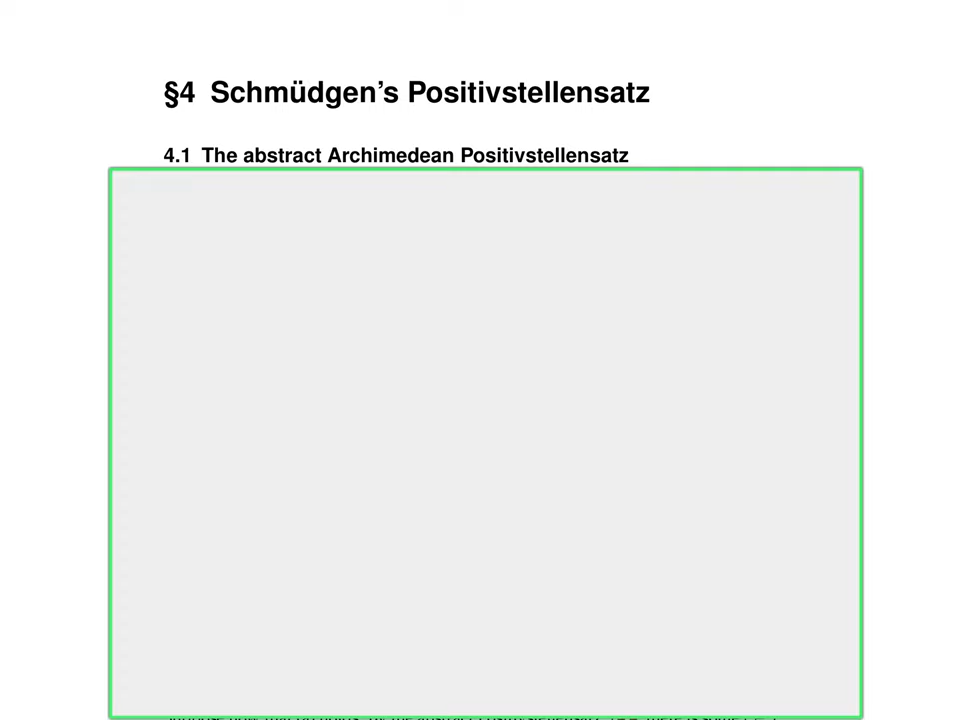 §4 Schmüdgen's Positivstellensatz
4.1 The abstract Archimedean Positivstellensatz